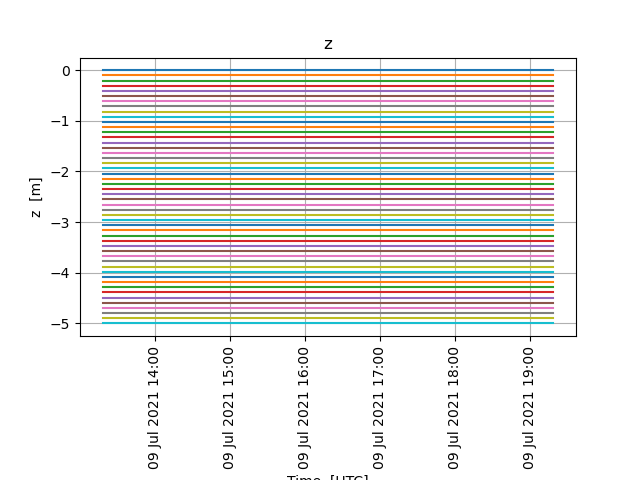 z
0
−1
−2
−3
−4
−5
z [m]
09 Jul 2021 14:00
09 Jul 2021 15:00
09 Jul 2021 16:00
09 Jul 2021 17:00
09 Jul 2021 18:00
09 Jul 2021 19:00
Time [UTC]